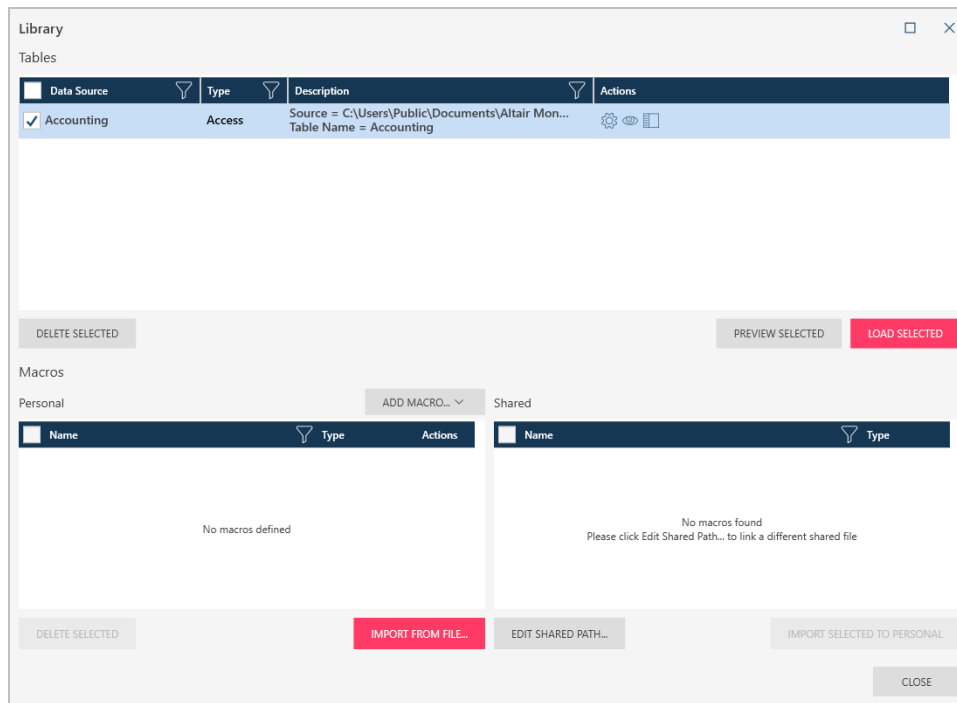 Library
Tables
Data Source Type Description Actions
Accounting Access Source = C:\Users\Public\Documents\Altair Mon...
Table Name = Accounting
DELETE SELECTED PREVIEW SELECTED LOAD SELECTED
Macros
Personal ADD MACRO... Shared
Name Type Actions Name Type
No macros defined
No macros found
Please click Edit Shared Path... to link a different shared file
DELETE SELECTED IMPORT FROM FILE... EDIT SHARED PATH... IMPORT SELECTED TO PERSONAL
CLOSE